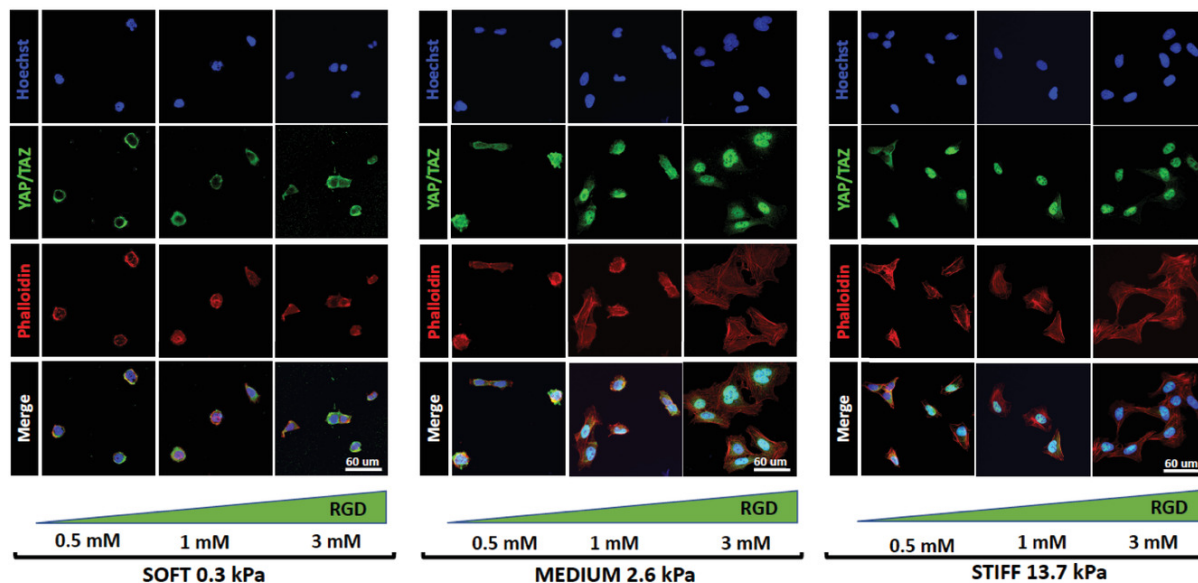 Hoechst
YAP/TAZ
Phalloidin
Merge
60 um
RGD
0.5 mM 1 mM 3 mM
SOFT 0.3 kPa
Hoechst
YAP/TAZ
Phalloidin
Merge
60 um
RGD
0.5 mM 1 mM 3 mM
MEDIUM 2.6 kPa
Hoechst
YAP/TAZ
Phalloidin
Merge
60 um
RGD
0.5 mM 1 mM 3 mM
STIFF 13.7 kPa